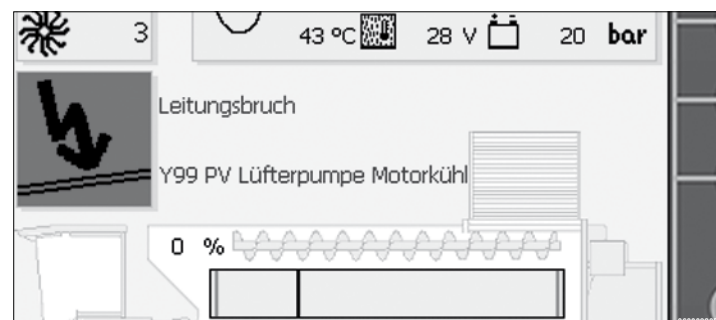 3 43 °C 28 V 20 bar
Leitungsbruch
Y99 PV Lüfterpumpe Motorkühl
0 %